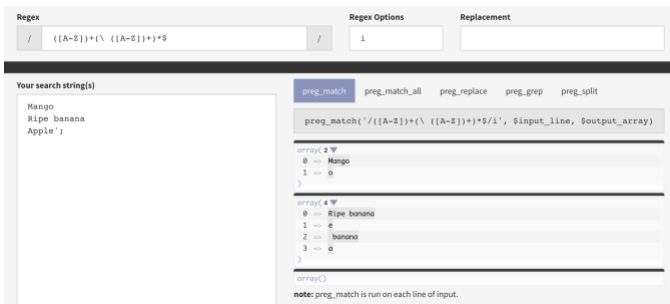 Regex Regex Options Replacement
/ ([A-Z])+(\ ([A-Z])+)*$ / i
Your search string(s)
Mango
Ripe banana
Apple';
preg_match preg_match_all preg_replace preg_grep preg_split
preg_match('/([A-Z])+(\ ([A-Z])+)*$/i', $input_line, $output_array)
array( 2 ▼
0 => Mango
1 => o
)
array( 4 ▼
0 => Ripe banana
1 => e
2 => banana
3 => a
)
array()
note: preg_match is run on each line of input.